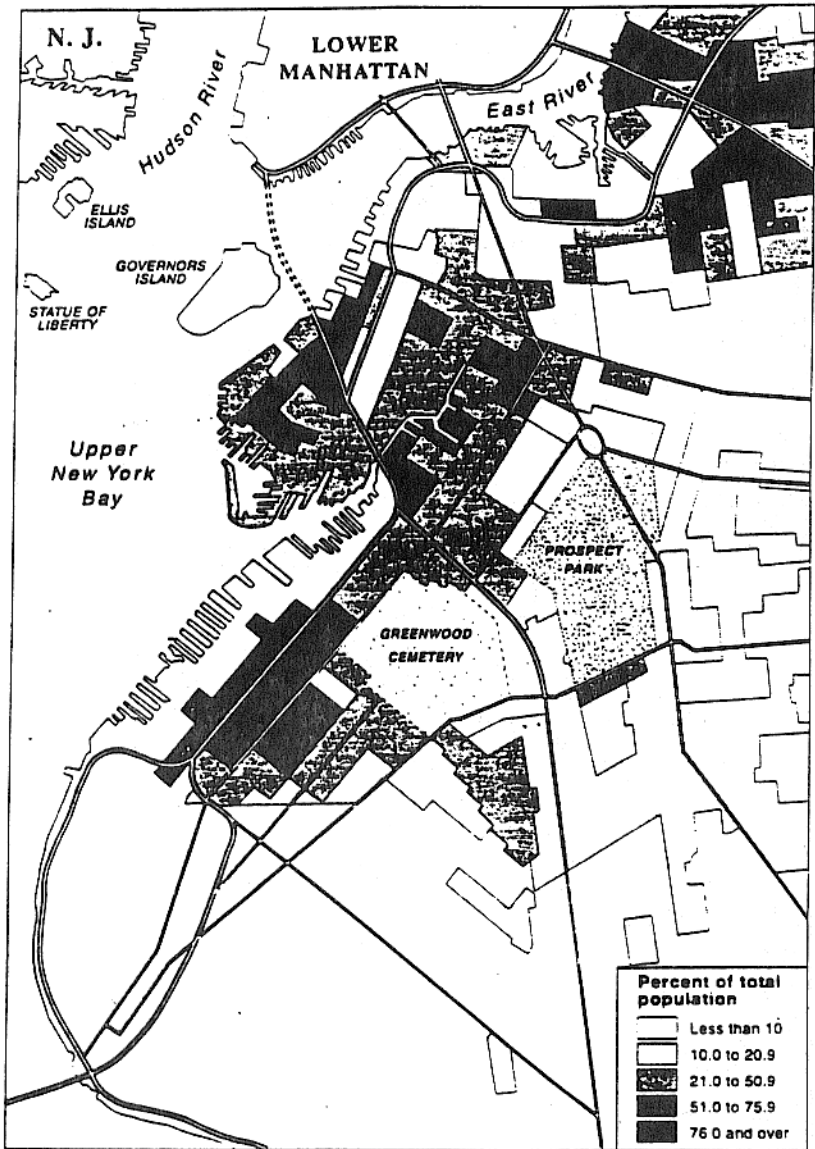 N. J.
LOWER
MANHATTAN
Hudson River
East River
ELLIS
ISLAND
GOVERNORS
ISLAND
STATUE OF
LIBERTY
Upper
New York
Bay
PROSPECT
PARK
GREENWOOD
CEMETERY
Percent of total
population
Less than 10
10.0 to 20.9
21.0 to 50.9
51.0 to 75.9
76.0 and over